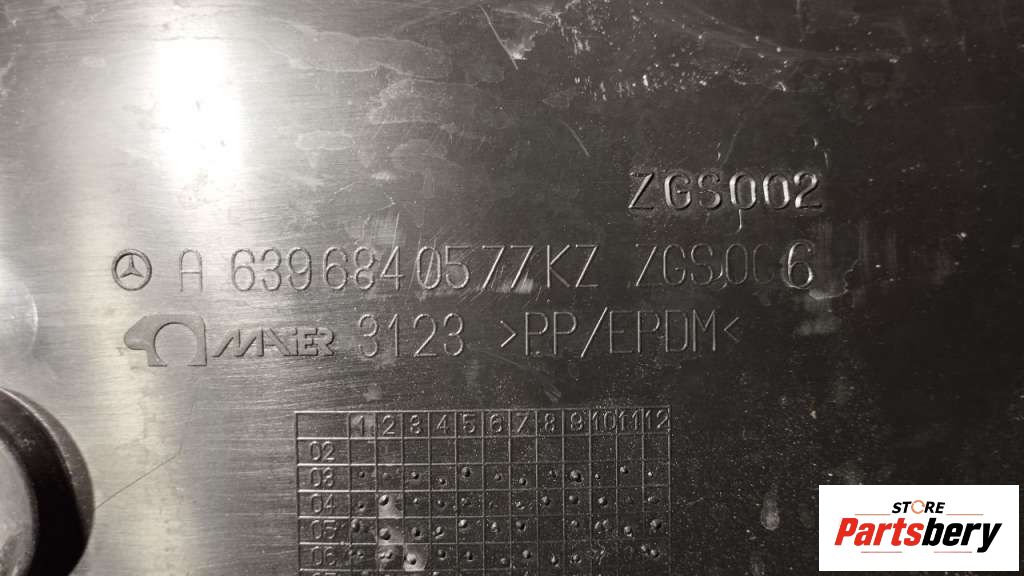 ZGS002
A 6396840577KZ ZGS006
MAIER 3123 >PP/EPDM<
1 2 3 4 5 6 7 8 9 10 11 12
02
03
04
05
06
STORE
Partsbery